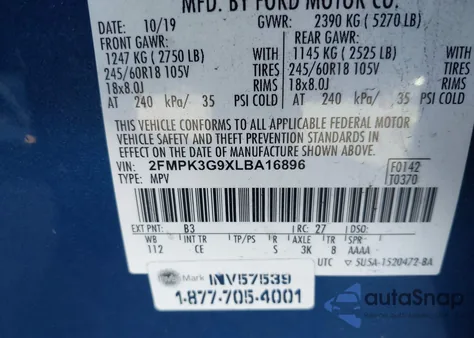 MFD. BY FORD MOTOR CO.
DATE: 10/19 GVWR: 2390 KG ( 5270 LB)
FRONT GAWR: REAR GAWR:
1247 KG ( 2750 LB) WITH 1145 KG ( 2525 LB) WITH
245/60R18 105V TIRES 245/60R18 105V TIRES
18x8.0J RIMS 18x8.0J RIMS
AT 240 kPa/ 35 PSI COLD AT 240 kPa/ 35 PSI COLD
THIS VEHICLE CONFORMS TO ALL APPLICABLE FEDERAL MOTOR
VEHICLE SAFETY AND THEFT PREVENTION STANDARDS IN EFFECT
ON THE DATE OF MANUFACTURE SHOWN ABOVE.
VIN: 2FMPK3G9XLBA16896 F0142
TYPE: MPV T0370
EXT PNT: B3 RC: 27 DSO:
WB INT TR TP/PS R AXLE TR SPR
112 CE S 3K 8 AAAA
UTC SU5A-1520472-BA
Mark INV57539
1-877-705-4001
autoSnap